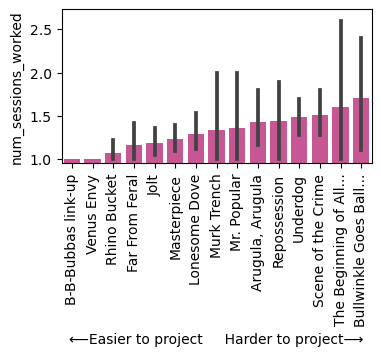 num_sessions_worked
2.5
2.0
1.5
1.0
B-B-Bubbas link-up
Venus Envy
Rhino Bucket
Far From Feral
Jolt
Masterpiece
Lonesome Dove
Murk Trench
Mr. Popular
Arugula, Arugula
Repossession
Underdog
Scene of the Crime
The Beginning of All...
Bullwinkle Goes Ball...
⟵Easier to project Harder to project⟶